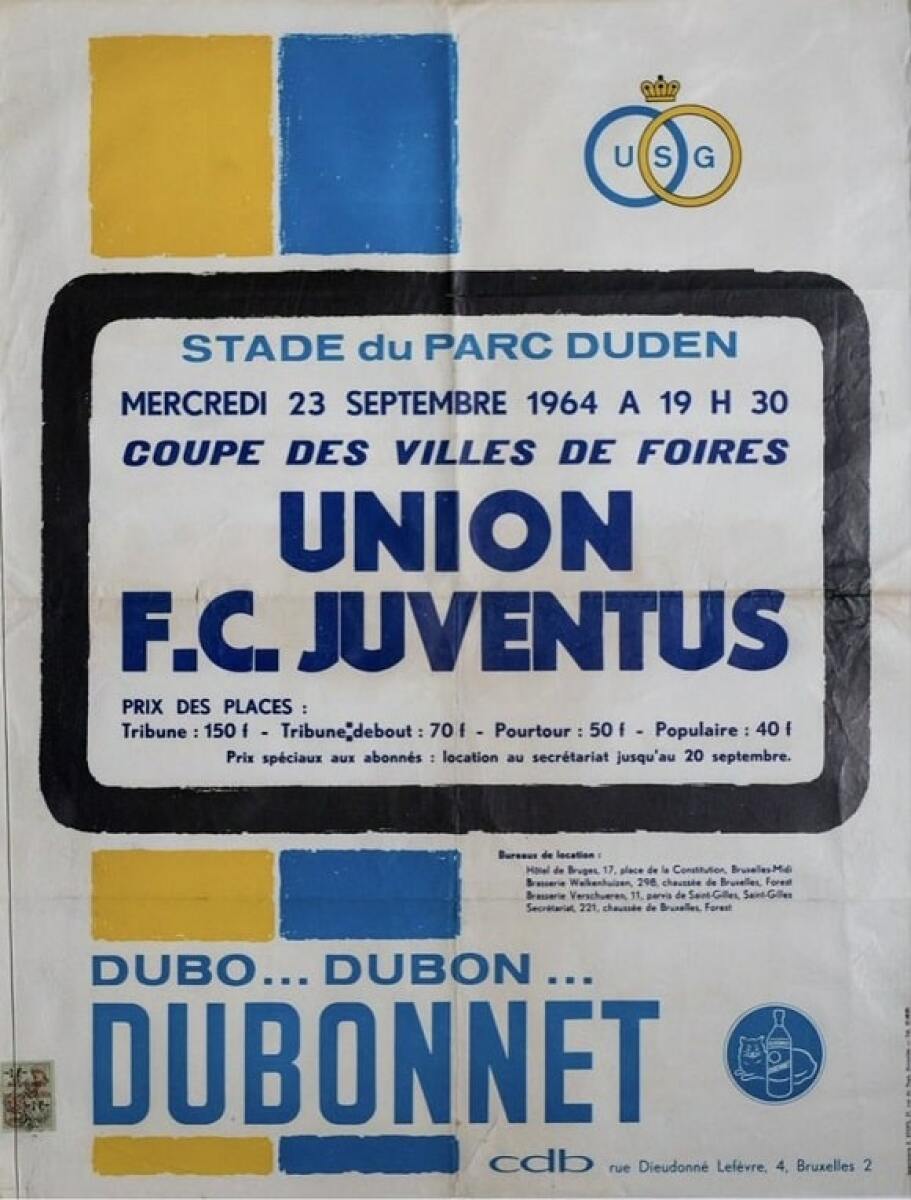 USG
STADE du PARC DUDEN
MERCREDI 23 SEPTEMBRE 1964 A 19 H 30
COUPE DES VILLES DE FOIRES
UNION
F.C. JUVENTUS
PRIX DES PLACES :
Tribune : 150 f - Tribune debout : 70 f - Pourtour : 50 f - Populaire : 40 f
Prix spéciaux aux abonnés : location au secrétariat jusqu'au 20 septembre.
Bureaux de location :
Hôtel de Bruges, 17, place de la Constitution, Bruxelles-Midi
Brasserie Welkenhuizen, 298, chaussée de Bruxelles, Forest
Brasserie Verschueren, 11, parvis de Saint-Gilles, Saint-Gilles
Secrétariat, 221, chaussée de Bruxelles, Forest
DUBO... DUBON ...
DUBONNET
cdb rue Dieudonné Lefèvre, 4, Bruxelles 2